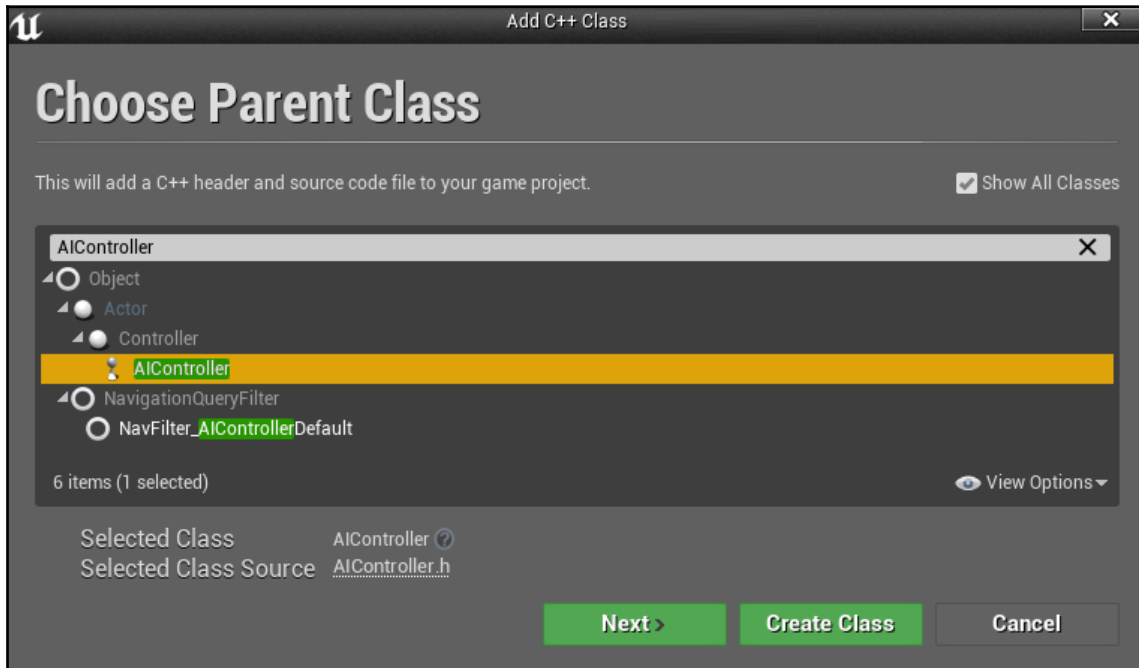 Add C++ Class
Choose Parent Class
This will add a C++ header and source code file to your game project.
Show All Classes
AIController
Object
Actor
Controller
AIController
NavigationQueryFilter
NavFilter_AIControllerDefault
6 items (1 selected)
View Options
Selected Class AIController ?
Selected Class Source AIController.h
Next >
Create Class
Cancel